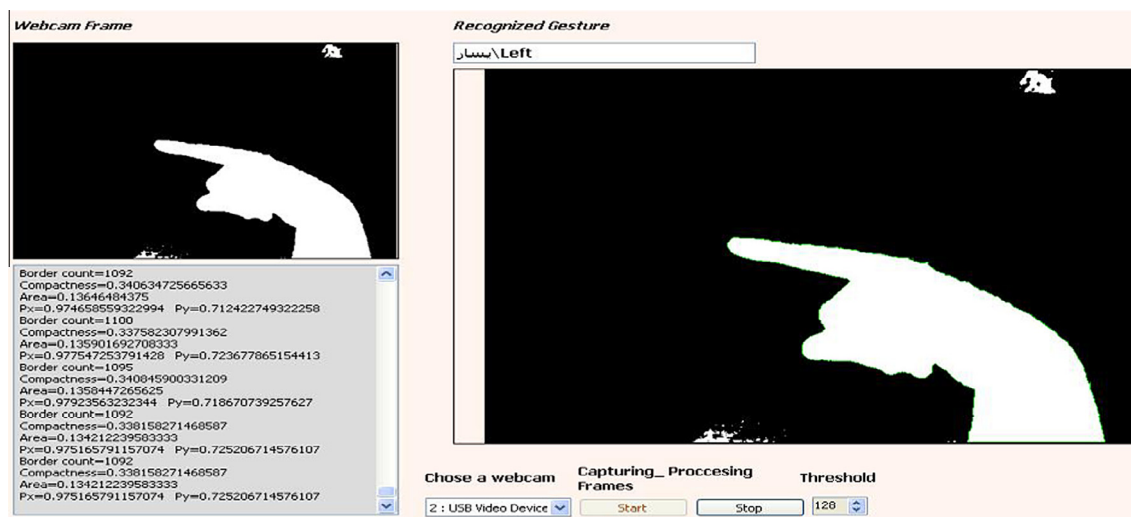 Webcam Frame
Recognized Gesture
يسار\Left
Border count=1092
Compactness=0.340634725665633
Area=0.13646484375
Px=0.974658559322994 Py=0.712422749322258
Border count=1100
Compactness=0.337582307991362
Area=0.135901692708333
Px=0.977547253791428 Py=0.723677865154413
Border count=1095
Compactness=0.340845900331209
Area=0.1358447265625
Px=0.97923563232344 Py=0.718670739257627
Border count=1092
Compactness=0.338158271468587
Area=0.134212239583333
Px=0.975165791157074 Py=0.725206714576107
Border count=1092
Compactness=0.338158271468587
Area=0.134212239583333
Px=0.975165791157074 Py=0.725206714576107
Chose a webcam
Capturing_ Proccesing
Frames
Threshold
2 : USB Video Device
Start
Stop
128